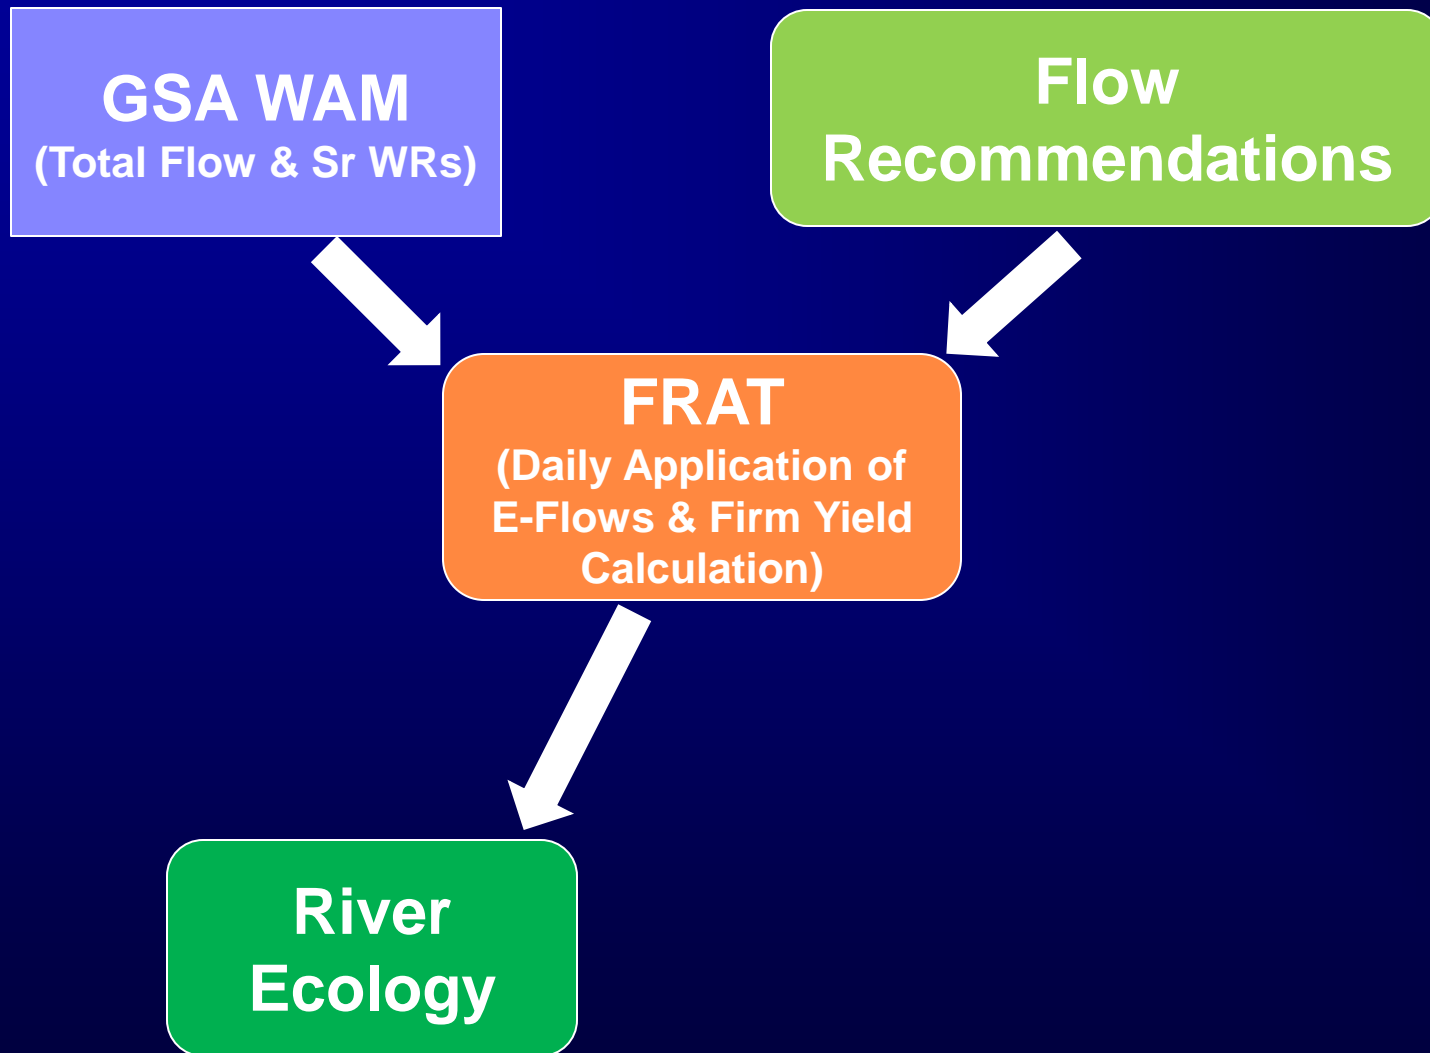 GSA WAM
(Total Flow & Sr WRs)
Flow
Recommendations
FRAT
(Daily Application of
E-Flows & Firm Yield
Calculation)
River
Ecology